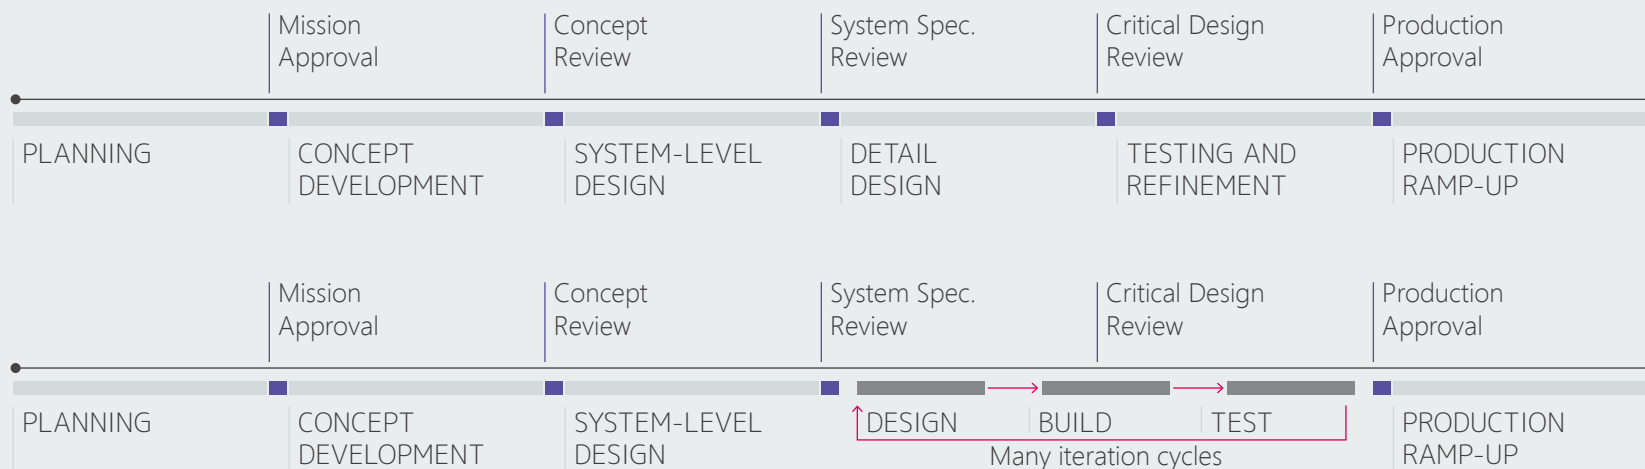 Mission
Approval
Concept
Review
System Spec.
Review
Critical Design
Review
Production
Approval
PLANNING
CONCEPT
DEVELOPMENT
SYSTEM-LEVEL
DESIGN
DETAIL
DESIGN
TESTING AND
REFINEMENT
PRODUCTION
RAMP-UP
Mission
Approval
Concept
Review
System Spec.
Review
Critical Design
Review
Production
Approval
PLANNING
CONCEPT
DEVELOPMENT
SYSTEM-LEVEL
DESIGN
DESIGN
BUILD
TEST
Many iteration cycles
PRODUCTION
RAMP-UP